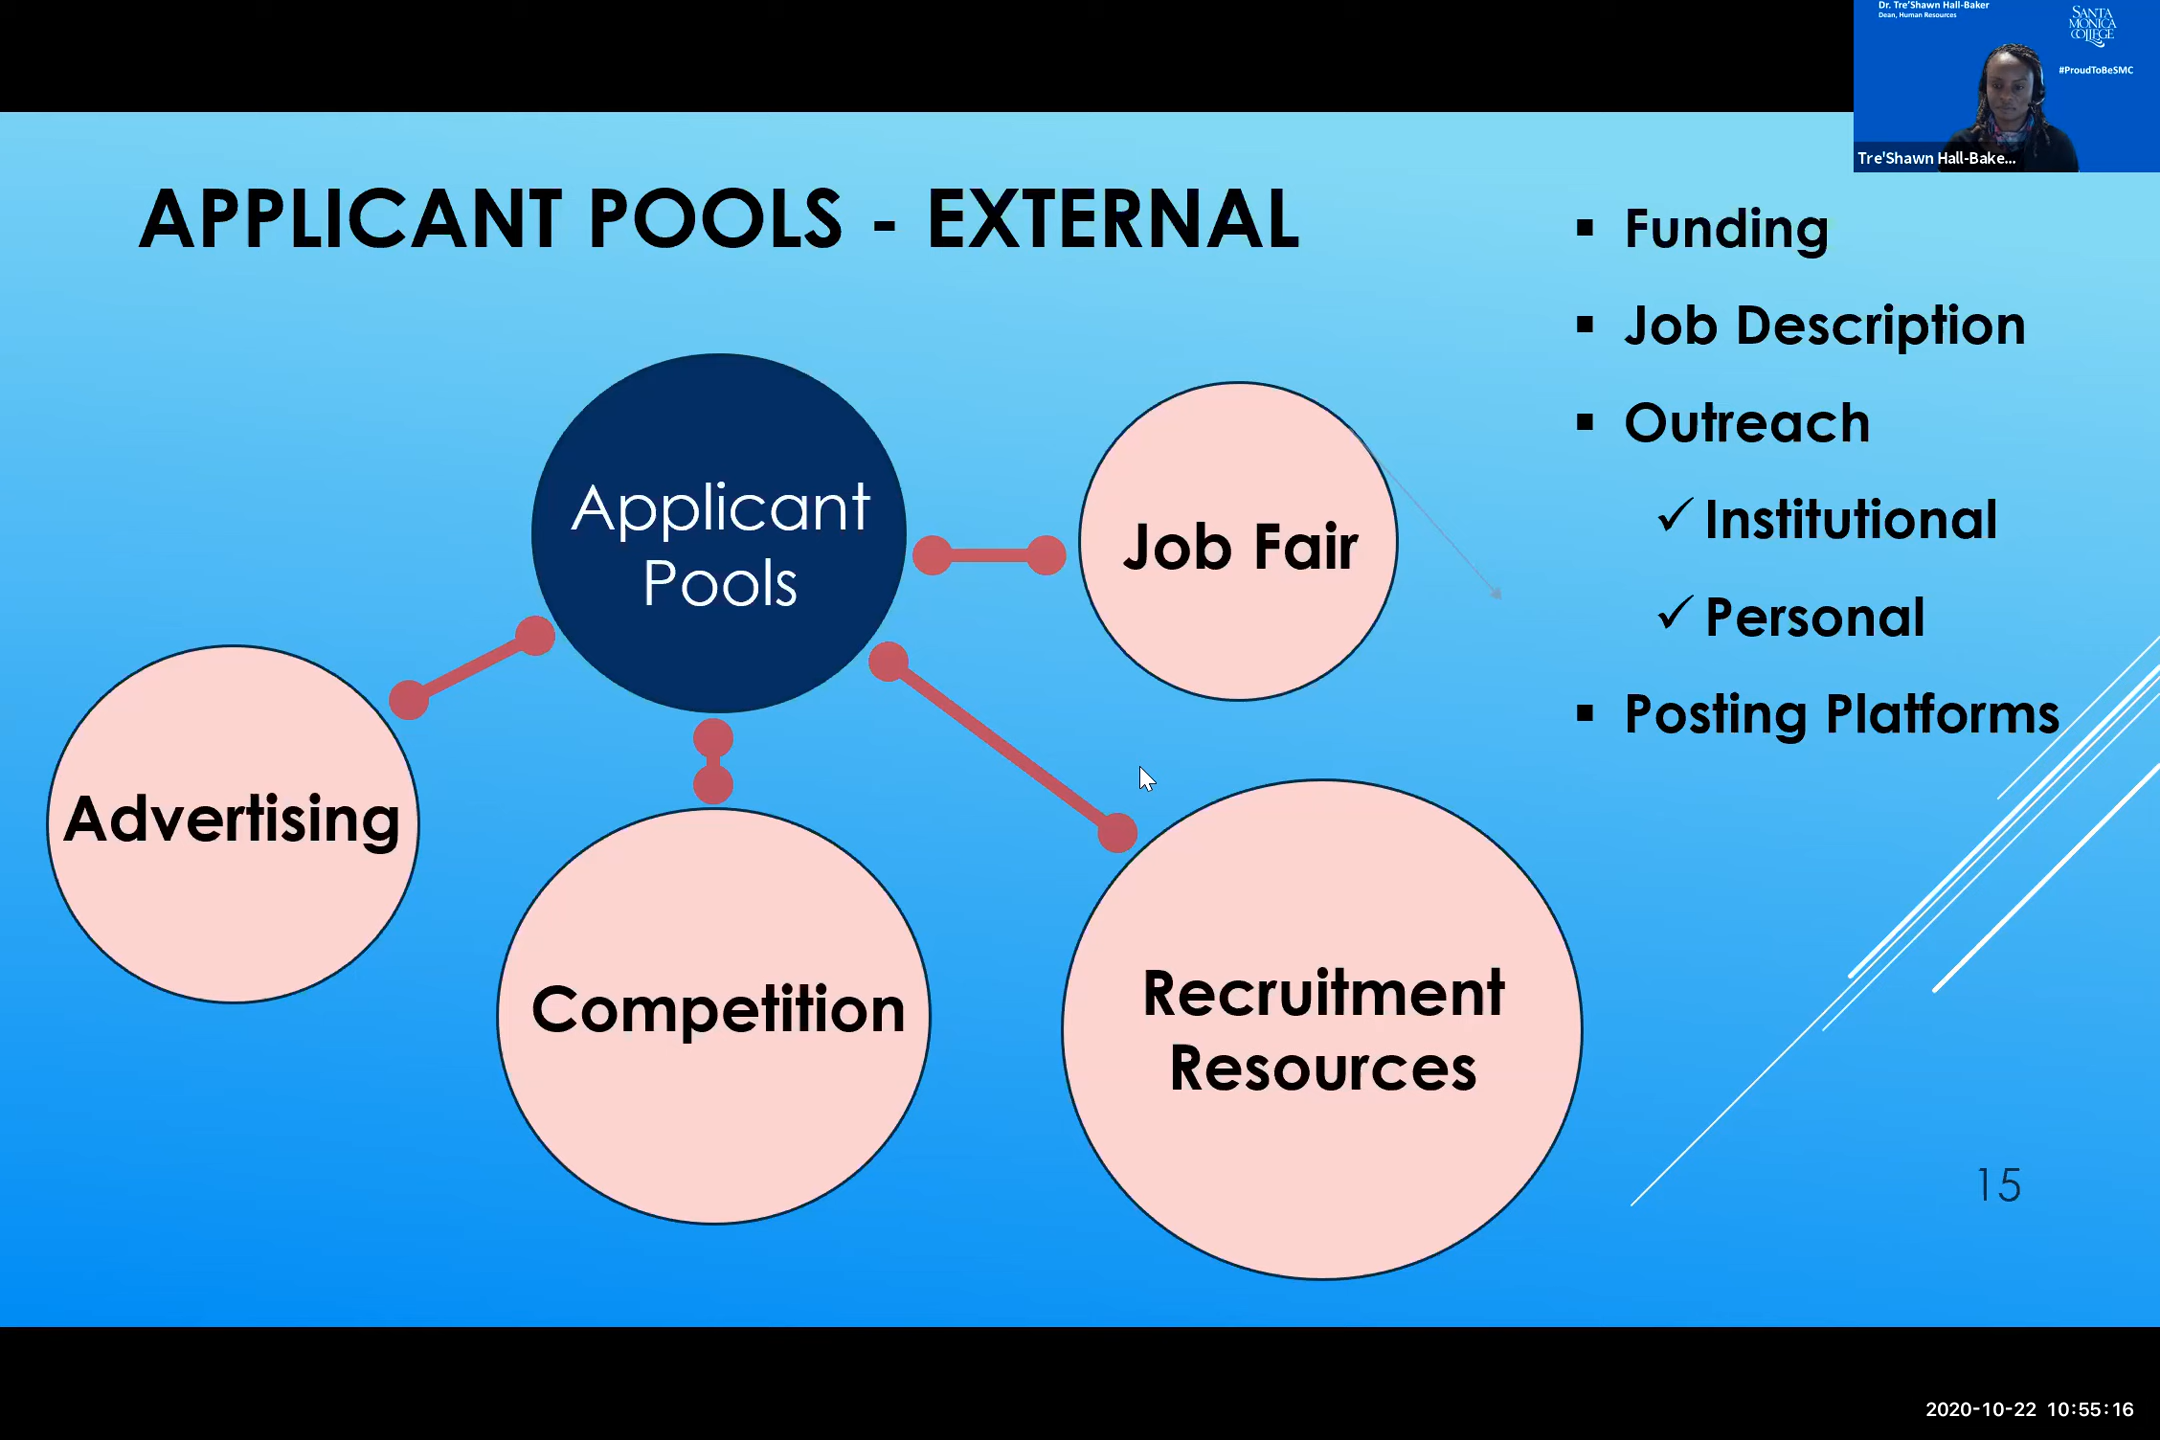 Dr. Tre'Shawn Hall-Baker
Dean, Human Resources
SANTA
MONICA
COLLEGE
#ProudToBeSMC
Tre'Shawn Hall-Bake...
APPLICANT POOLS - EXTERNAL
Applicant
Pools
Job Fair
Advertising
Competition
Recruitment
Resources
▪ Funding
▪ Job Description
▪ Outreach
✓ Institutional
✓ Personal
▪ Posting Platforms
15
2020-10-22 10:55:16